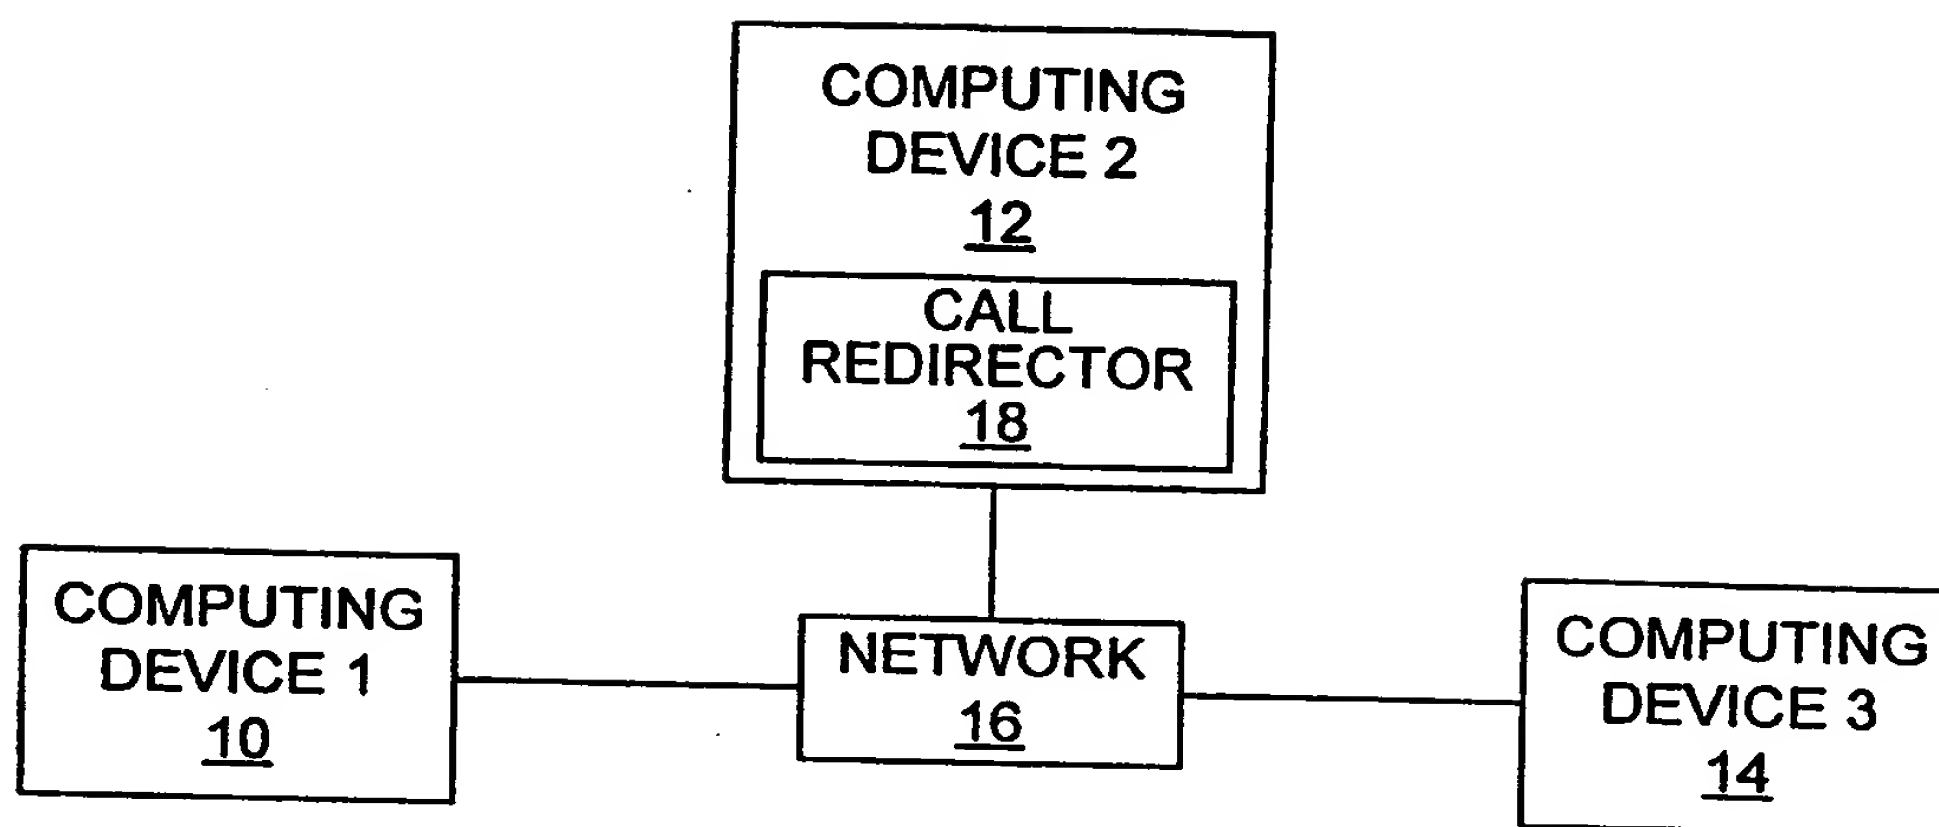 COMPUTING
DEVICE 2
12
CALL
REDIRECTOR
18
COMPUTING
DEVICE 1
10
NETWORK
16
COMPUTING
DEVICE 3
14